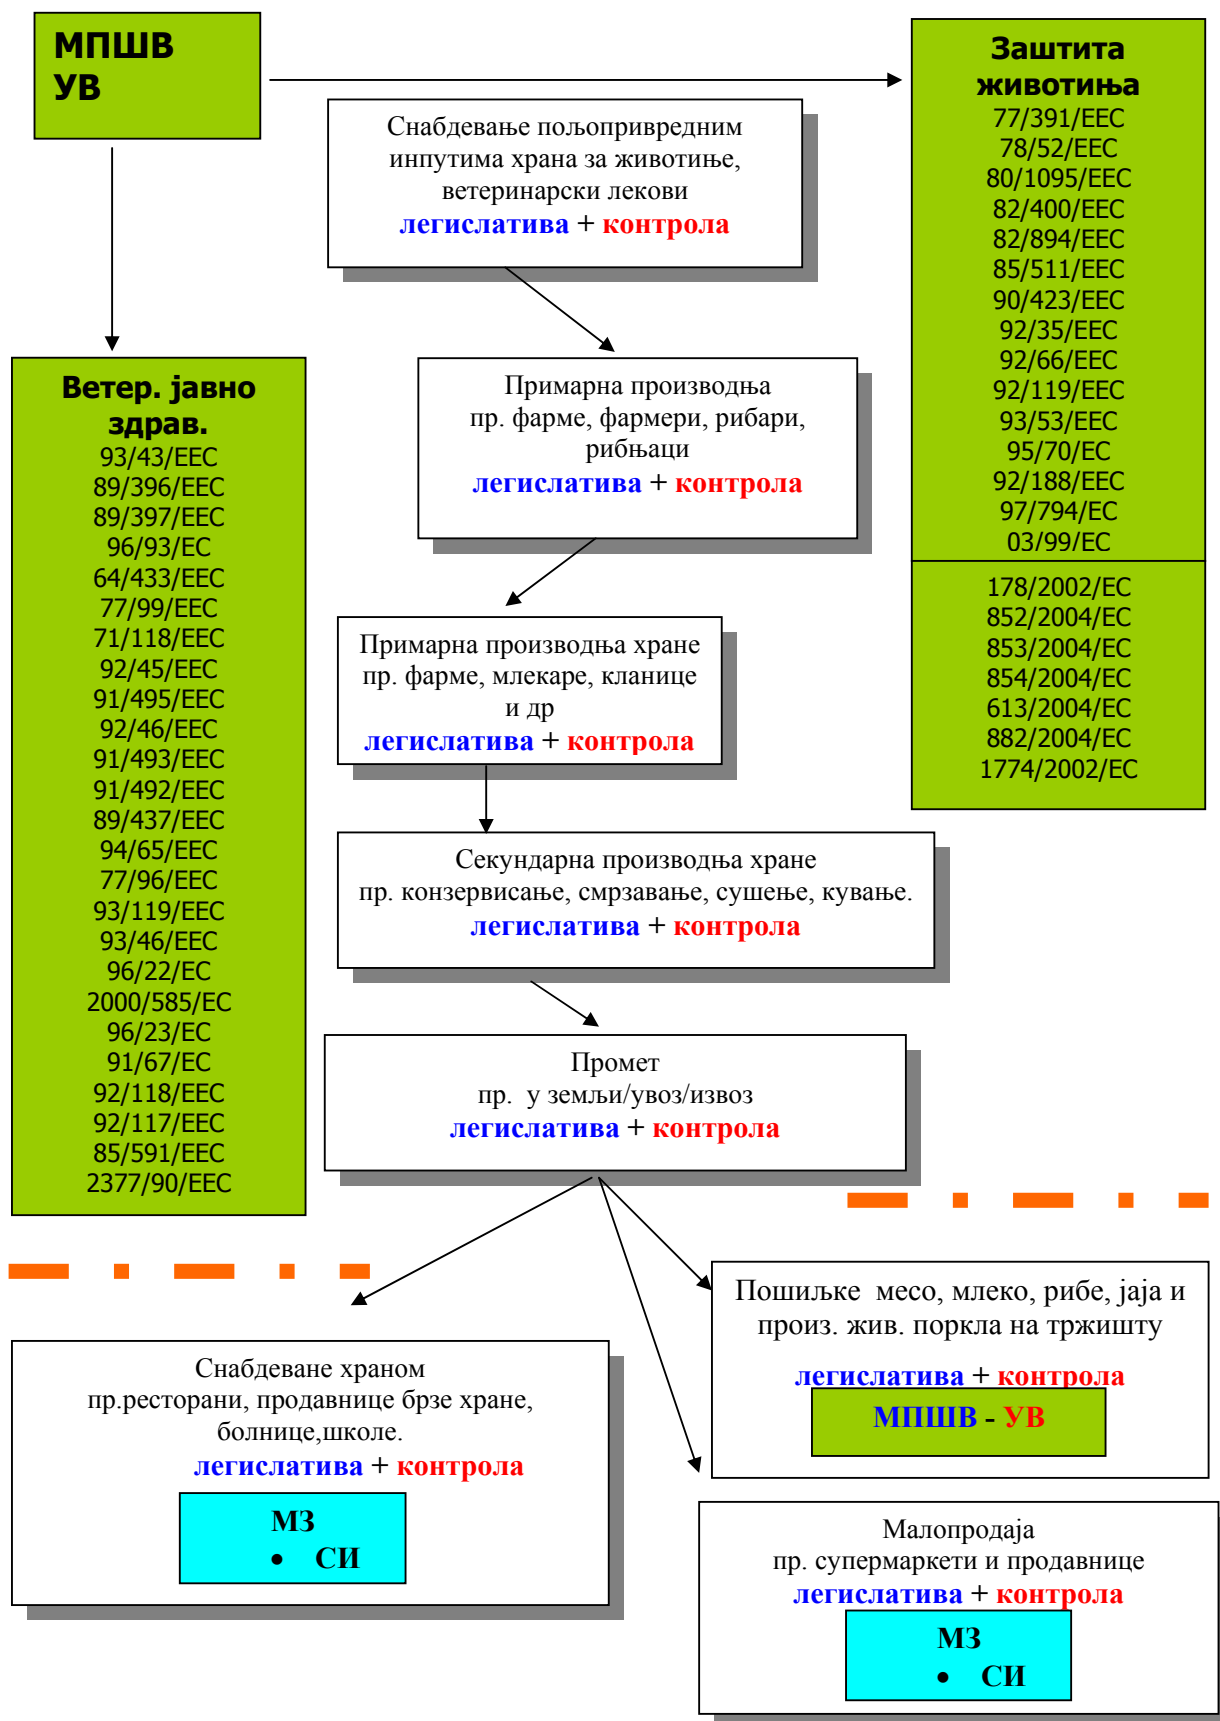 МПШВ
УВ
Заштита
животиња
77/391/EEC
78/52/EEC
80/1095/EEC
82/400/EEC
82/894/EEC
85/511/EEC
90/423/EEC
92/35/EEC
92/66/EEC
92/119/EEC
93/53/EEC
95/70/EC
92/188/EEC
97/794/EC
03/99/EC
178/2002/EC
852/2004/EC
853/2004/EC
854/2004/EC
613/2004/EC
882/2004/EC
1774/2002/EC
Снабдевање пољопривредним
инпутима храна за животиње,
ветеринарски лекови
легислатива + контрола
Примарна производња
пр. фарме, фармери, рибари,
рибњаци
легислатива + контрола
Ветер. јавно
здрав.
93/43/EEC
89/396/EEC
89/397/EEC
96/93/EC
64/433/EEC
77/99/EEC
71/118/EEC
92/45/EEC
91/495/EEC
92/46/EEC
91/493/EEC
91/492/EEC
89/437/EEC
94/65/EEC
77/96/EEC
93/119/EEC
93/46/EEC
96/22/EC
2000/585/EC
96/23/EC
91/67/EC
92/118/EEC
92/117/EEC
85/591/EEC
2377/90/EEC
Примарна производња хране
пр. фарме, млекаре, кланице
и др
легислатива + контрола
Секундарна производња хране
пр. конзервисање, смрзавање, сушење, кување.
легислатива + контрола
Промет
пр. у земљи/увоз/извоз
легислатива + контрола
Пошиљке месо, млеко, рибе, јаја и
произ. жив. поркла на тржишту
легислатива + контрола
МПШВ - УВ
Снабдеване храном
пр.ресторани, продавнице брзе хране,
болнице,школе.
легислатива + контрола
МЗ
• СИ
Малопродаја
пр. супермаркети и продавнице
легислатива + контрола
МЗ
• СИ